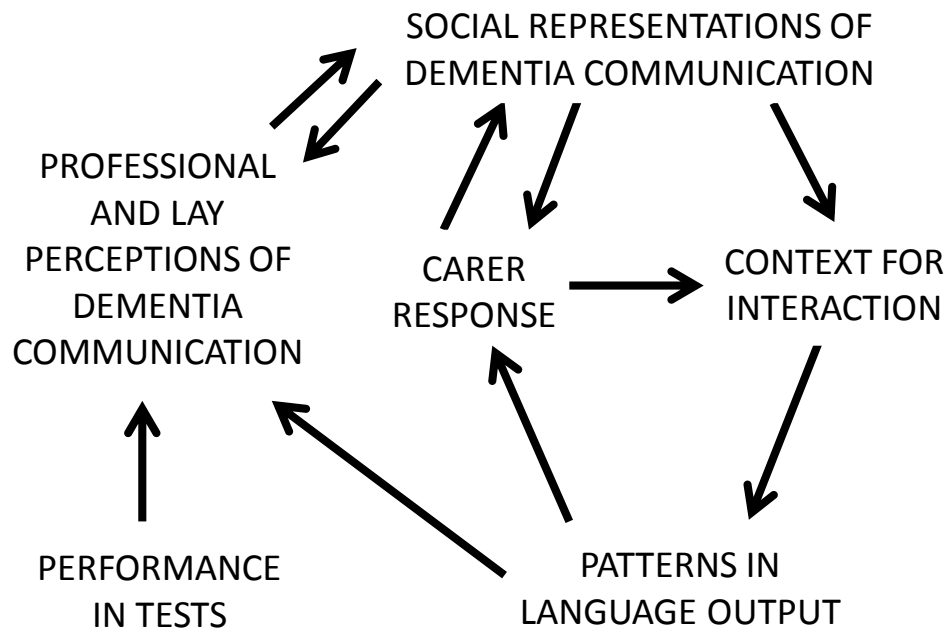 SOCIAL REPRESENTATIONS OF
DEMENTIA COMMUNICATION
PROFESSIONAL
AND LAY
PERCEPTIONS OF
DEMENTIA
COMMUNICATION
CARER
RESPONSE
CONTEXT FOR
INTERACTION
PERFORMANCE
IN TESTS
PATTERNS IN
LANGUAGE OUTPUT